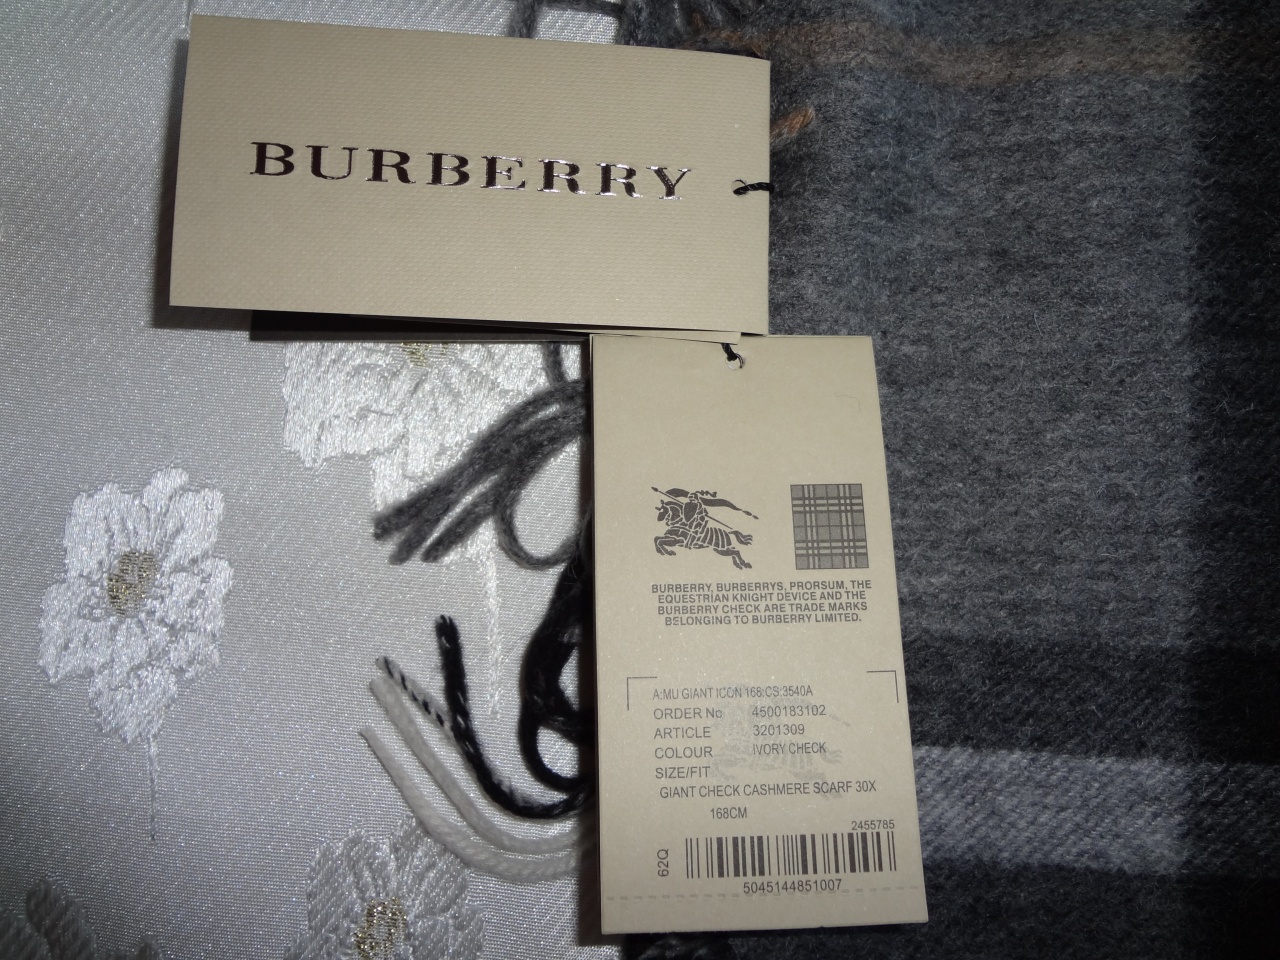 BURBERRY
BURBERRY, BURBERRYS, PRORSUM, THE
EQUESTRIAN KNIGHT DEVICE AND THE
BURBERRY CHECK ARE TRADE MARKS
BELONGING TO BURBERRY LIMITED.
A:MU GIANT ICON 168:CS:3540A
ORDER No 4500183102
ARTICLE 3201309
COLOUR IVORY CHECK
SIZE/FIT
GIANT CHECK CASHMERE SCARF 30X
168CM
2455785
62Q
5045144851007